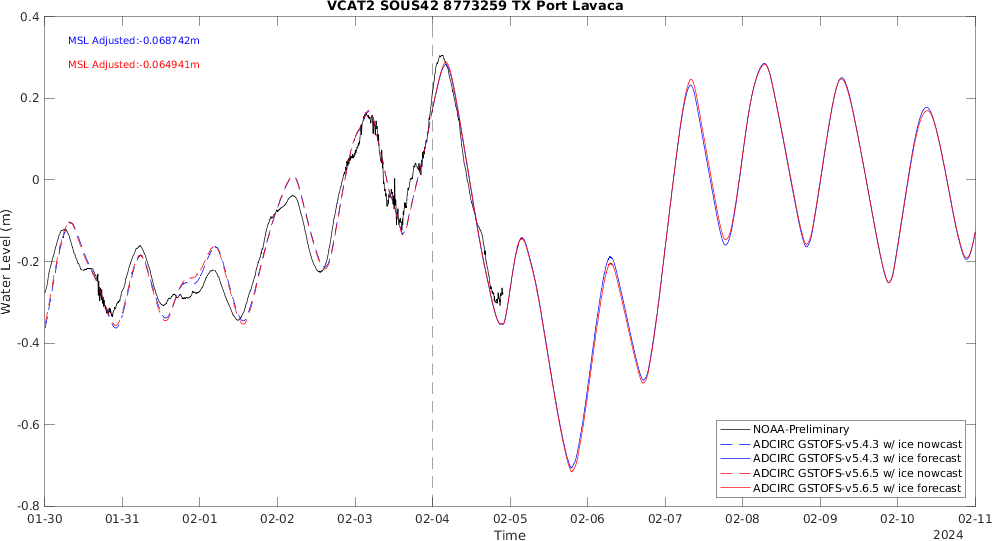 VCAT2 SOUS42 8773259 TX Port Lavaca
MSL Adjusted:-0.068742m
MSL Adjusted:-0.064941m
0.4
0.2
0
-0.2
-0.4
-0.6
-0.8
Water Level (m)
NOAA-Preliminary
ADCIRC GSTOFS-v5.4.3 w/ ice nowcast
ADCIRC GSTOFS-v5.4.3 w/ ice forecast
ADCIRC GSTOFS-v5.6.5 w/ ice nowcast
ADCIRC GSTOFS-v5.6.5 w/ ice forecast
01-30 01-31 02-01 02-02 02-03 02-04 02-05 02-06 02-07 02-08 02-09 02-10 02-11
Time
2024